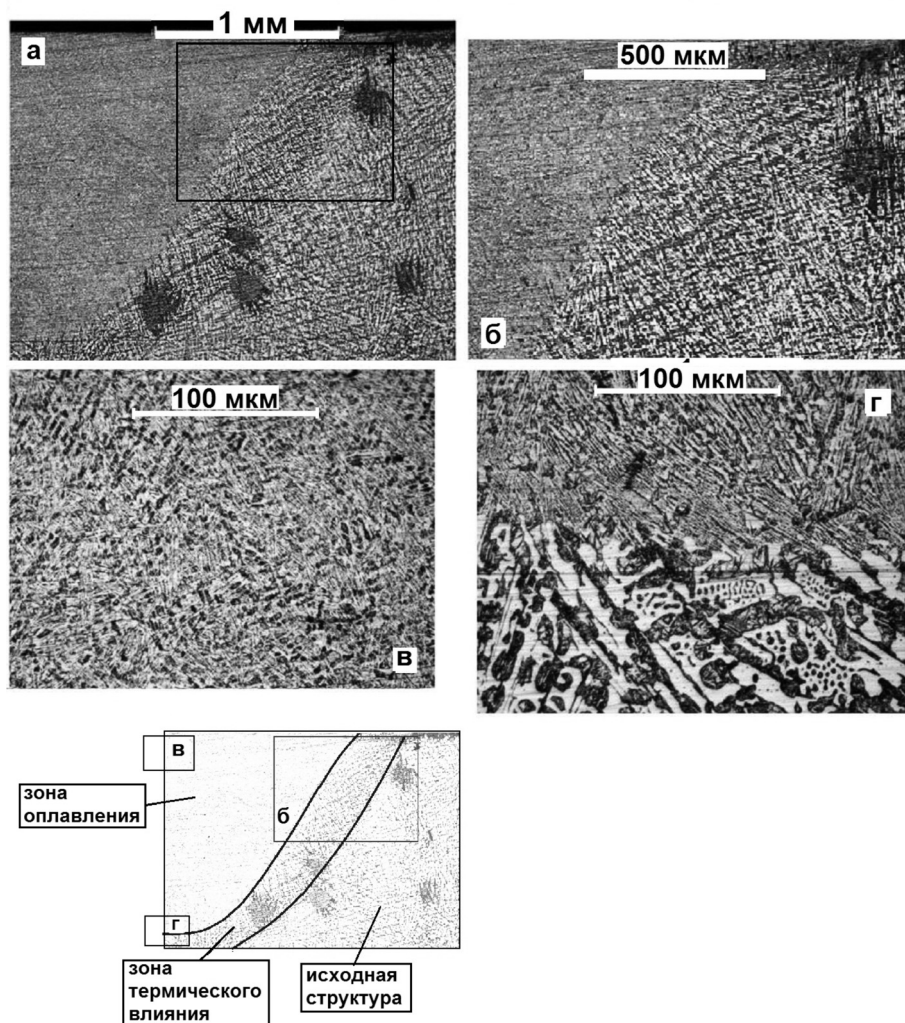 1 мм
а
500 мкм
б
100 мкм
в
100 мкм
г
в
зона
оплавления
б
г
зона
термического
влияния
исходная
структура